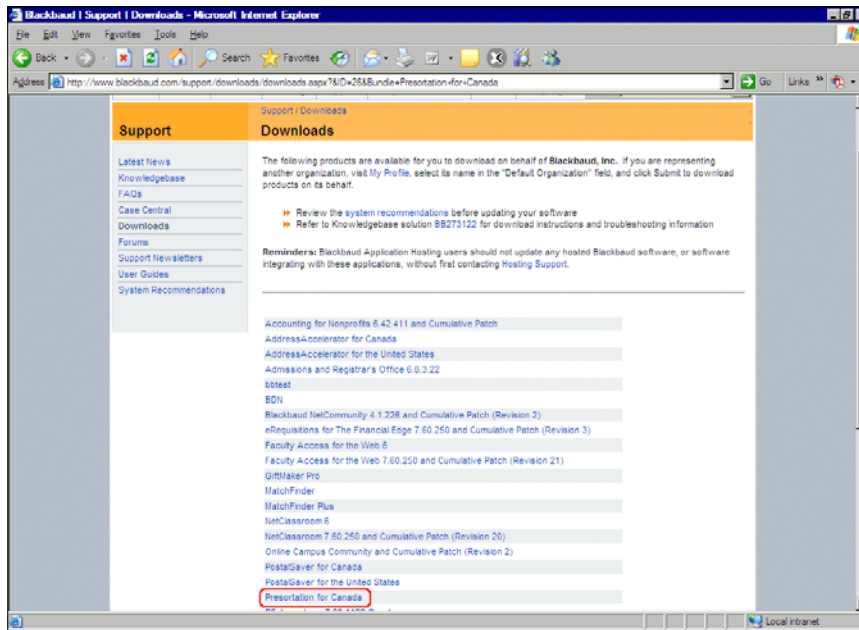 Blackbaud | Support | Downloads - Microsoft Internet Explorer
File Edit View Favorites Tools Help
Back Search Favorites
Address http://www.blackbaud.com/support/downloads/downloads.aspx?&ID=26&Bundle=Presortation+for+Canada Go Links »
Support / Downloads
Support
Downloads
Latest News
Knowledgebase
FAQs
Case Central
Downloads
Forums
Support Newsletters
User Guides
System Recommendations
The following products are available for you to download on behalf of Blackbaud, Inc.. If you are representing
another organization, visit My Profile, select its name in the "Default Organization" field, and click Submit to download
products on its behalf.
Review the system recommendations before updating your software
Refer to Knowledgebase solution BB273122 for download instructions and troubleshooting information
Reminders: Blackbaud Application Hosting users should not update any hosted Blackbaud software, or software
integrating with these applications, without first contacting Hosting Support.
Accounting for Nonprofits 6.42.411 and Cumulative Patch
AddressAccelerator for Canada
AddressAccelerator for the United States
Admissions and Registrar's Office 6.8.3.22
bbtest
BDN
Blackbaud NetCommunity 4.1.226 and Cumulative Patch (Revision 2)
eRequisitions for The Financial Edge 7.60.250 and Cumulative Patch (Revision 3)
Faculty Access for the Web 6
Faculty Access for the Web 7.60.250 and Cumulative Patch (Revision 21)
GiftMaker Pro
MatchFinder
MatchFinder Plus
NetClassroom 6
NetClassroom 7.60.250 and Cumulative Patch (Revision 20)
Online Campus Community and Cumulative Patch (Revision 2)
PostalSaver for Canada
PostalSaver for the United States
Presortation for Canada
Local intranet